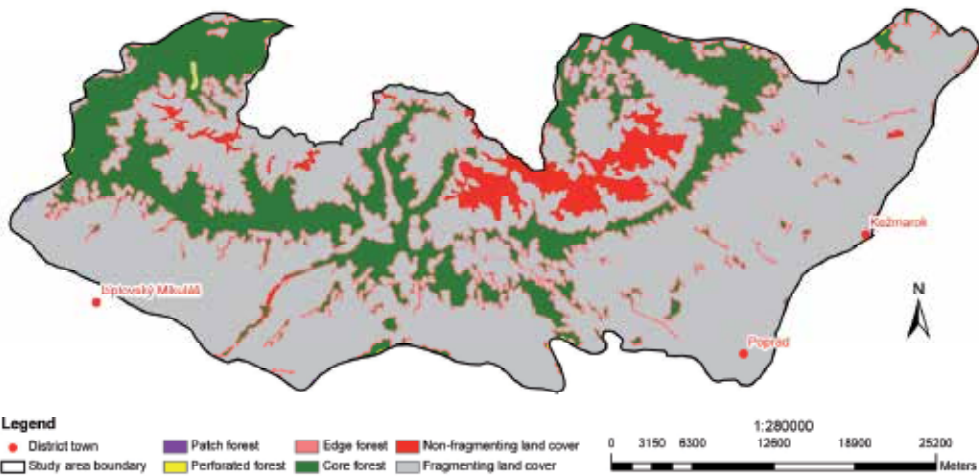 Kežmarok
Liptovský Mikuláš
N
Poprad
Legend
District town
Patch forest
Edge forest
Non-fragmenting land cover
Study area boundary
Perforated forest
Core forest
Fragmenting land cover
1:280000
0 3150 6300 12600 18900 25200
Meters